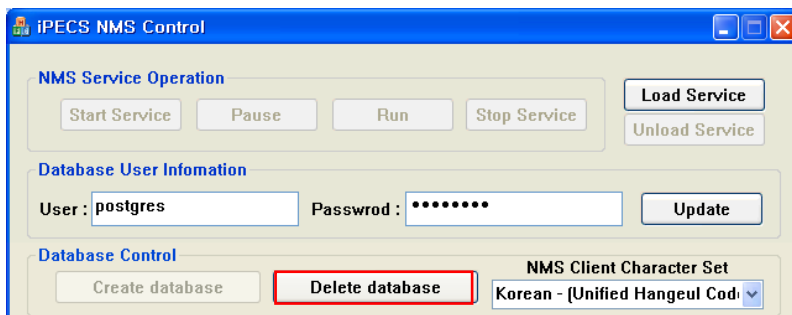 iPECS NMS Control
NMS Service Operation
Start Service Pause Run Stop Service
Load Service
Unload Service
Database User Infomation
User : postgres Passwrod : •••••••• Update
Database Control
Create database Delete database
NMS Client Character Set
Korean - (Unified Hangeul Code